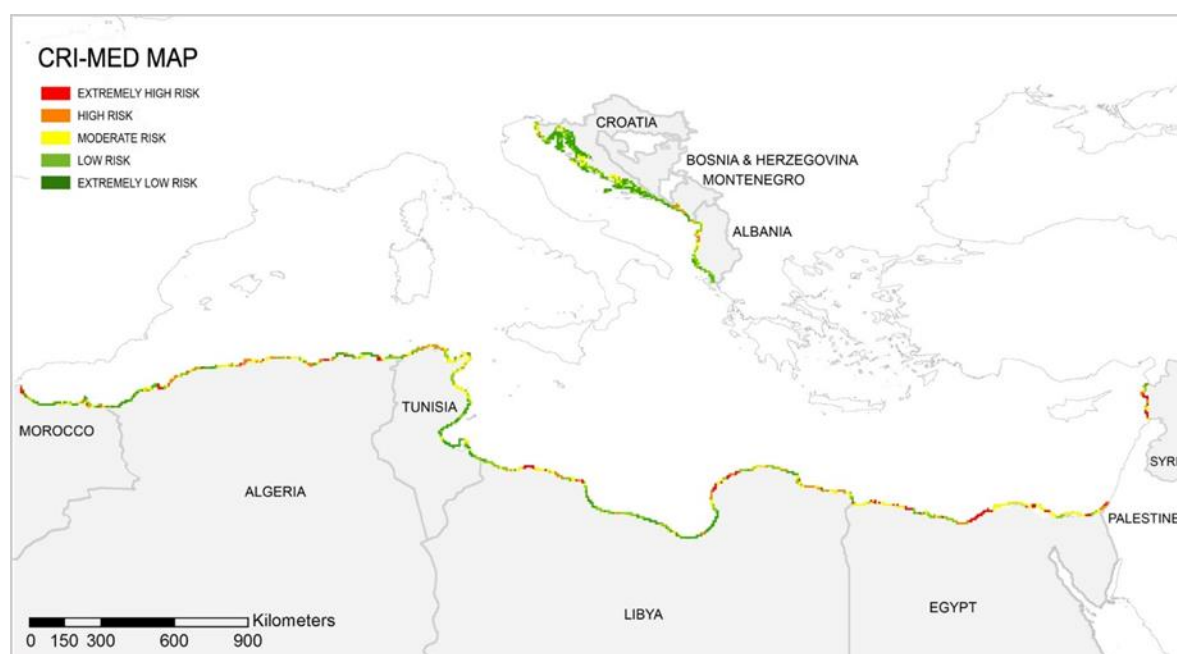 CRI-MED MAP
EXTREMELY HIGH RISK
HIGH RISK
MODERATE RISK
LOW RISK
EXTREMELY LOW RISK
CROATIA
BOSNIA & HERZEGOVINA
MONTENEGRO
ALBANIA
TUNISIA
MOROCCO
SYRI
ALGERIA
PALESTINE
LIBYA
EGYPT
Kilometers
0 150 300 600 900